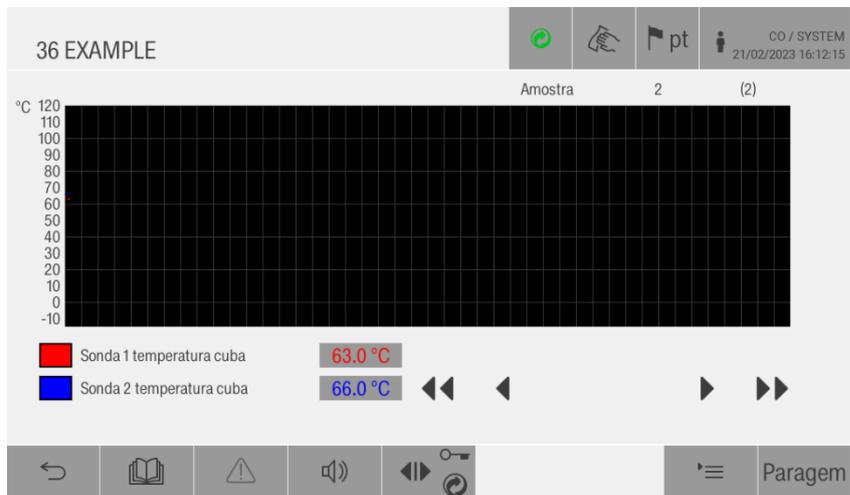 36 EXAMPLE
pt
CO / SYSTEM
21/02/2023 16:12:15
Amostra 2 (2)
°C 120
110
100
90
80
70
60
50
40
30
20
10
0
-10
Sonda 1 temperatura cuba 63.0 °C
Sonda 2 temperatura cuba 66.0 °C
Paragem